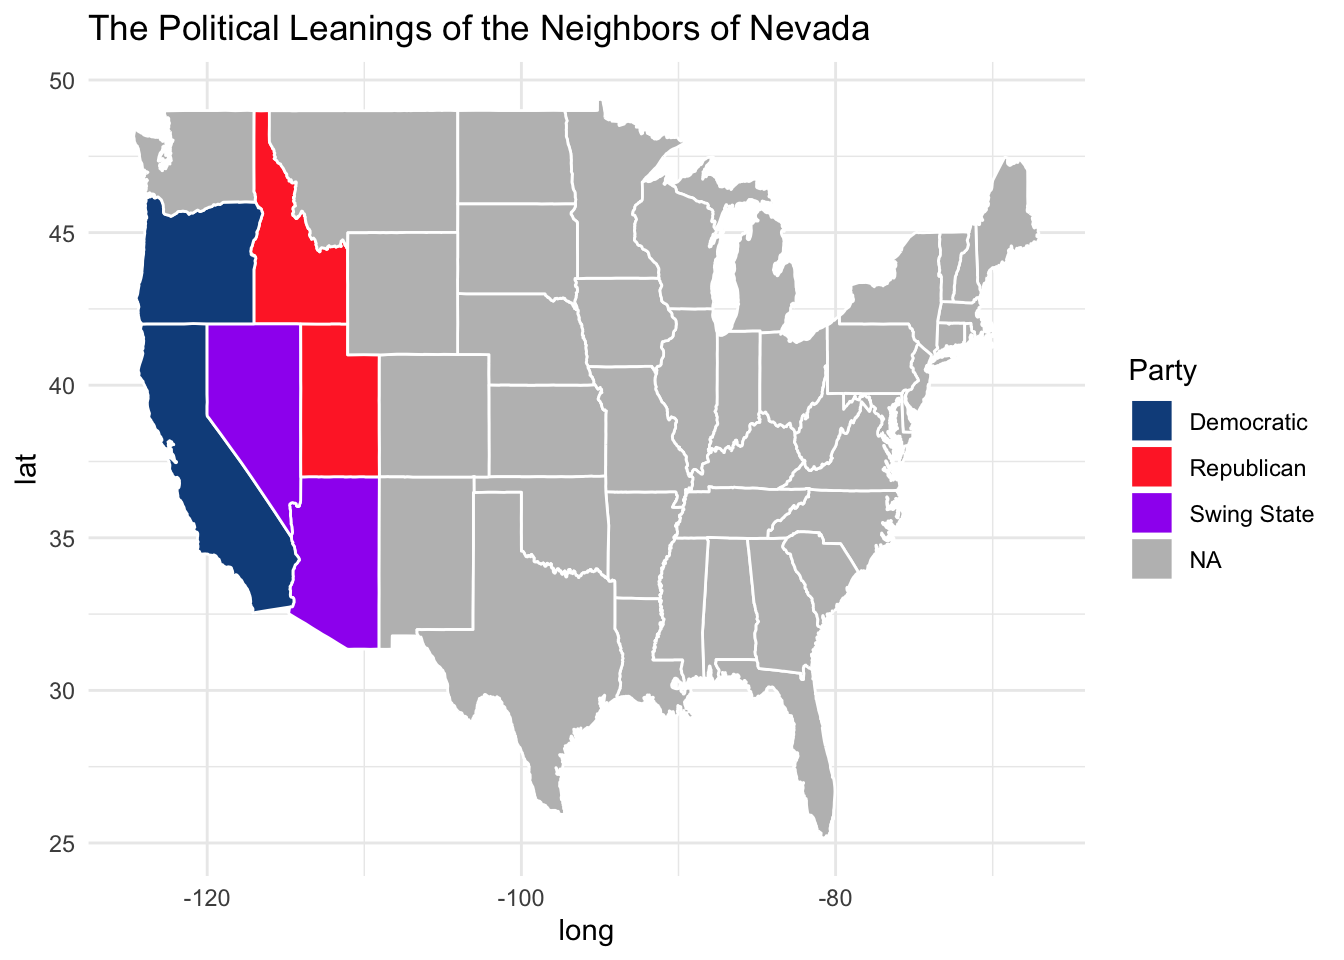 The Political Leanings of the Neighbors of Nevada
50
45
40
35
30
25
lat
-120
-100
-80
long
Party
Democratic
Republican
Swing State
NA